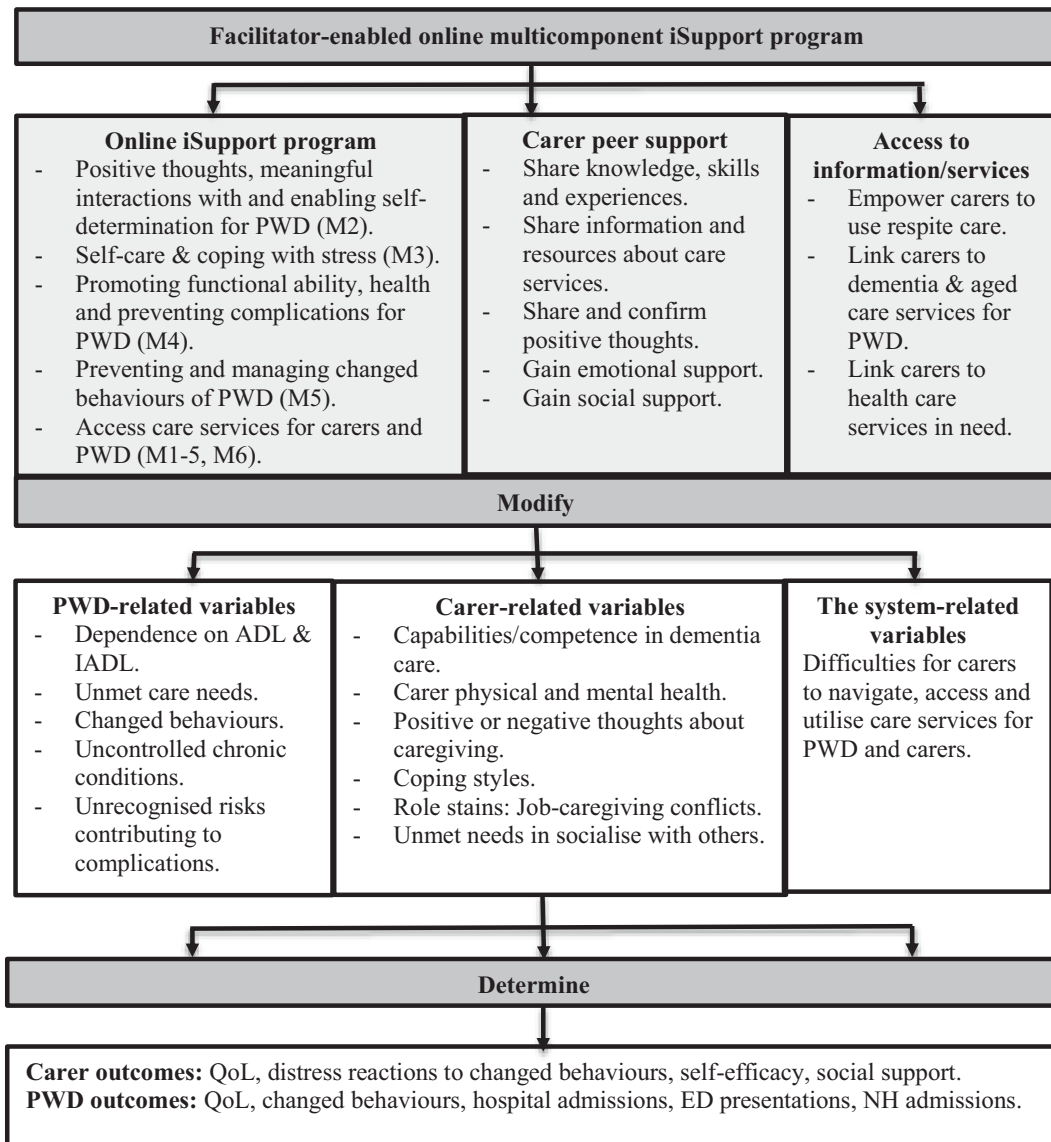 Facilitator-enabled online multicomponent iSupport program
Online iSupport program
- Positive thoughts, meaningful
interactions with and enabling self-
determination for PWD (M2).
- Self-care & coping with stress (M3).
- Promoting functional ability, health
and preventing complications for
PWD (M4).
- Preventing and managing changed
behaviours of PWD (M5).
- Access care services for carers and
PWD (M1-5, M6).
Carer peer support
- Share knowledge, skills
and experiences.
- Share information and
resources about care
services.
- Share and confirm
positive thoughts.
- Gain emotional support.
- Gain social support.
Access to
information/services
- Empower carers to
use respite care.
- Link carers to
dementia & aged
care services for
PWD.
- Link carers to
health care
services in need.
Modify
PWD-related variables
- Dependence on ADL &
IADL.
- Unmet care needs.
- Changed behaviours.
- Uncontrolled chronic
conditions.
- Unrecognised risks
contributing to
complications.
Carer-related variables
- Capabilities/competence in dementia
care.
- Carer physical and mental health.
- Positive or negative thoughts about
caregiving.
- Coping styles.
- Role stains: Job-caregiving conflicts.
- Unmet needs in socialise with others.
The system-related
variables
Difficulties for carers
to navigate, access and
utilise care services for
PWD and carers.
Determine
Carer outcomes: QoL, distress reactions to changed behaviours, self-efficacy, social support.
PWD outcomes: QoL, changed behaviours, hospital admissions, ED presentations, NH admissions.